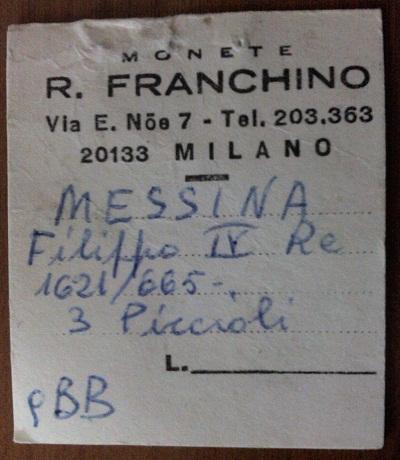 MONETE
R. FRANCHINO
Via E. Nöe 7 - Tel. 203.363
20133 MILANO
MESSINA
Filippo IV Re
1621/665-.
3 Piccioli
L.
qBB